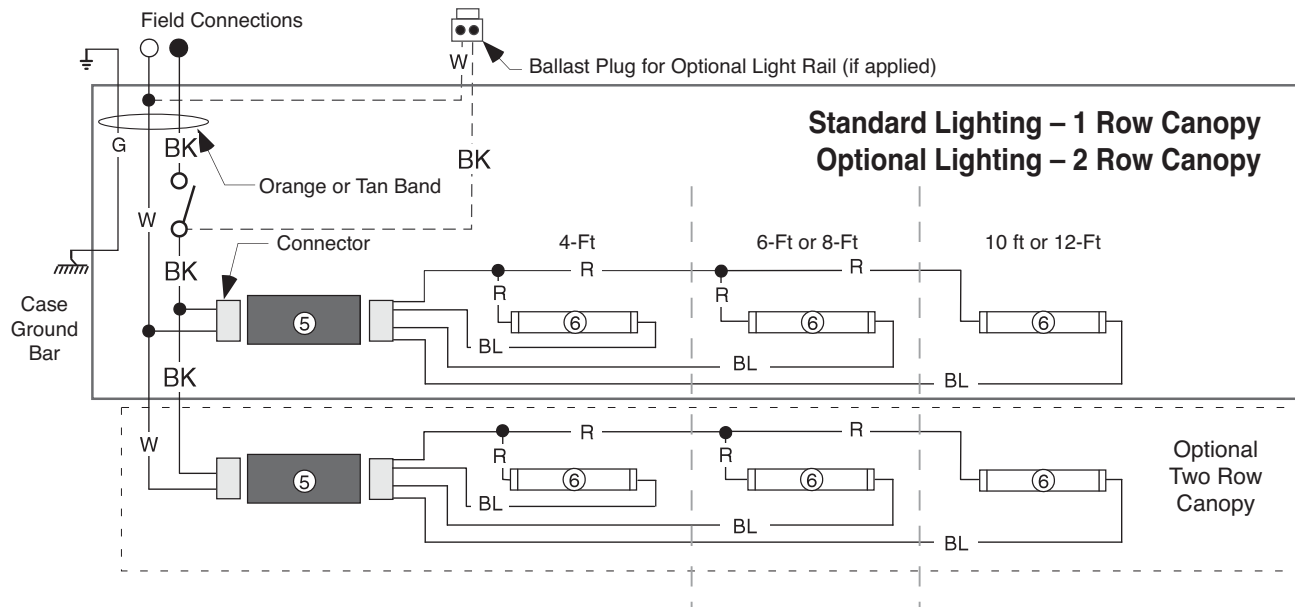 Field Connections
W
Ballast Plug for Optional Light Rail (if applied)
Standard Lighting – 1 Row Canopy
Optional Lighting – 2 Row Canopy
G
BK
BK
Orange or Tan Band
W
Connector
4-Ft
6-Ft or 8-Ft
10 ft or 12-Ft
BK
R
R
R
R
Case
Ground
Bar
5
6
6
6
BL
BL
BL
BK
W
R
R
R
R
Optional
Two Row
Canopy
5
6
6
6
BL
BL
BL